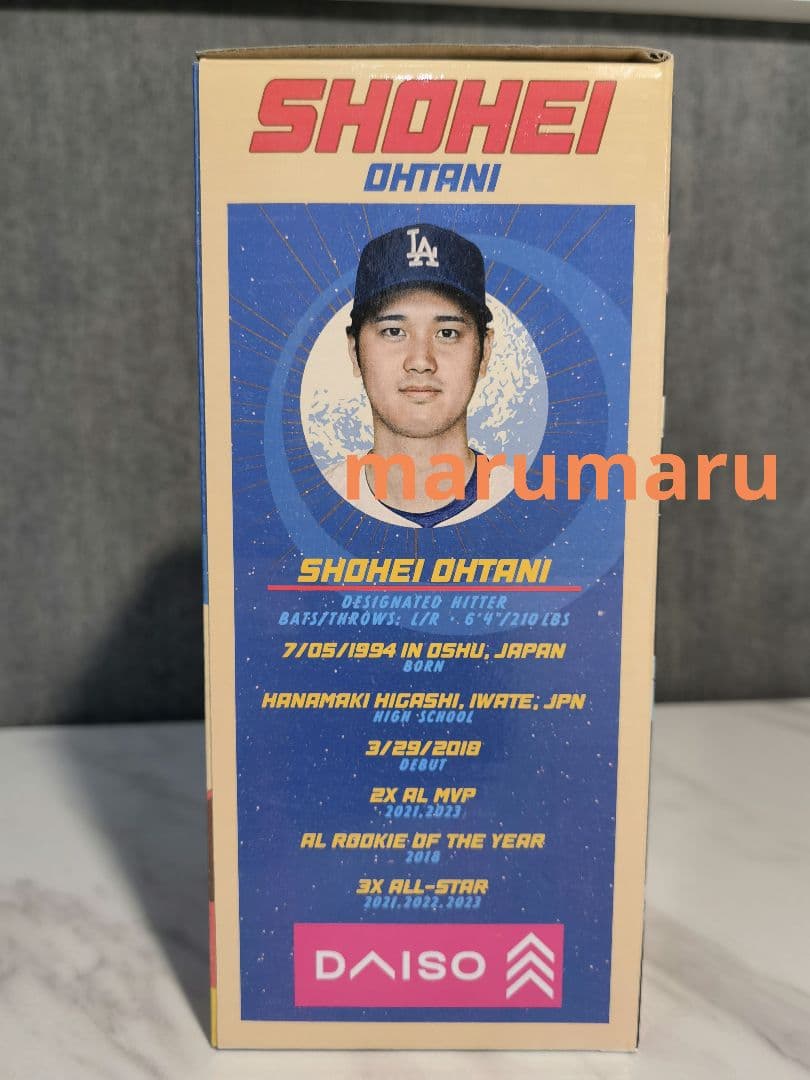 SHOHEI
OHTANI
LA
marumaru
SHOHEI OHTANI
DESIGNATED HITTER
BATS/THROWS: L/R · 6'4"/210 LBS
7/05/1994 IN OSHU, JAPAN
BORN
HANAMAKI HIGASHI, IWATE, JPN
HIGH SCHOOL
3/29/2018
DEBUT
2X AL MVP
2021,2023
AL ROOKIE OF THE YEAR
2018
3X ALL-STAR
2021,2022,2023
DAISO